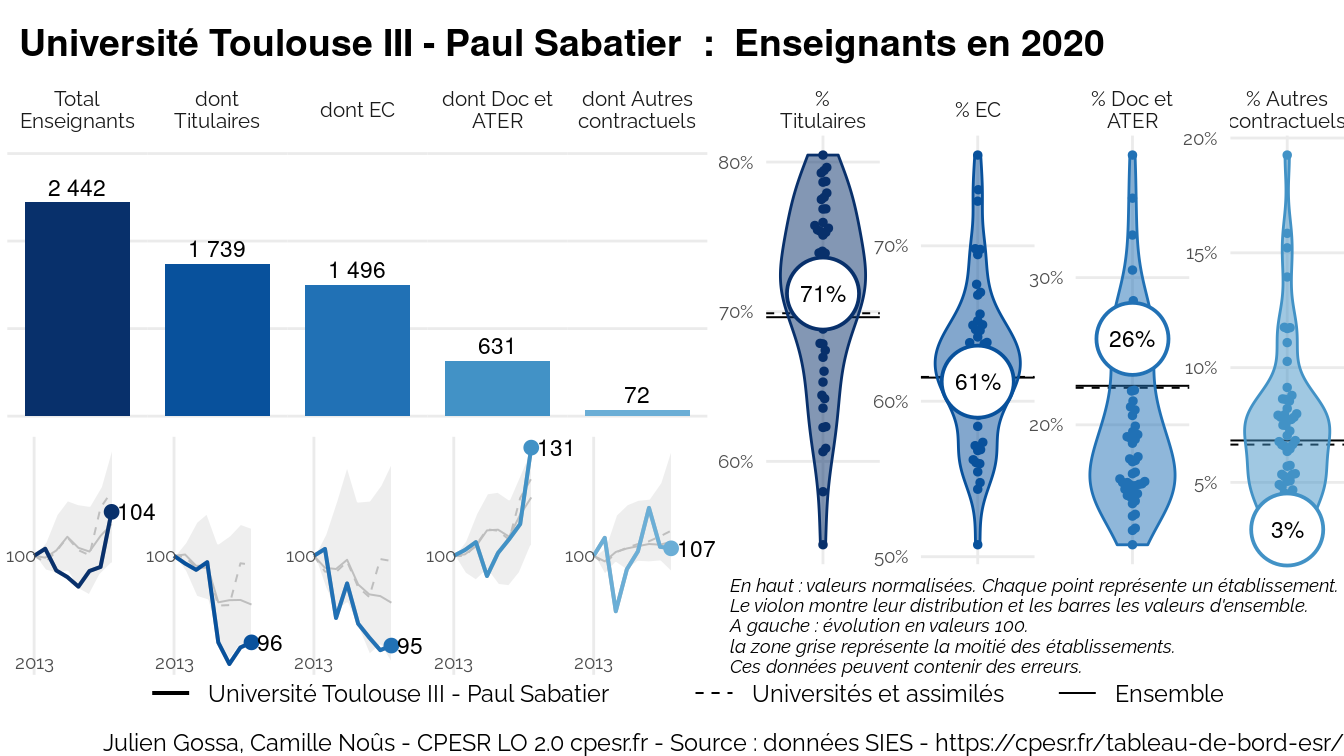 Université Toulouse III - Paul Sabatier : Enseignants en 2020
Total
Enseignants
dont
Titulaires
dont EC
dont Doc et
ATER
dont Autres
contractuels
2 442
1 739
1 496
631
72
100
104
2013
100
96
2013
100
95
2013
100
131
2013
100
107
2013
%
Titulaires
80%
70%
60%
71%
% EC
70%
60%
50%
61%
% Doc et
ATER
30%
20%
26%
% Autres
contractuels
20%
15%
10%
5%
3%
En haut : valeurs normalisées. Chaque point représente un établissement.
Le violon montre leur distribution et les barres les valeurs d'ensemble.
A gauche : évolution en valeurs 100.
la zone grise représente la moitié des établissements.
Ces données peuvent contenir des erreurs.
Université Toulouse III - Paul Sabatier
Universités et assimilés
Ensemble
Julien Gossa, Camille Noûs - CPESR LO 2.0 cpesr.fr - Source : données SIES - https://cpesr.fr/tableau-de-bord-esr/